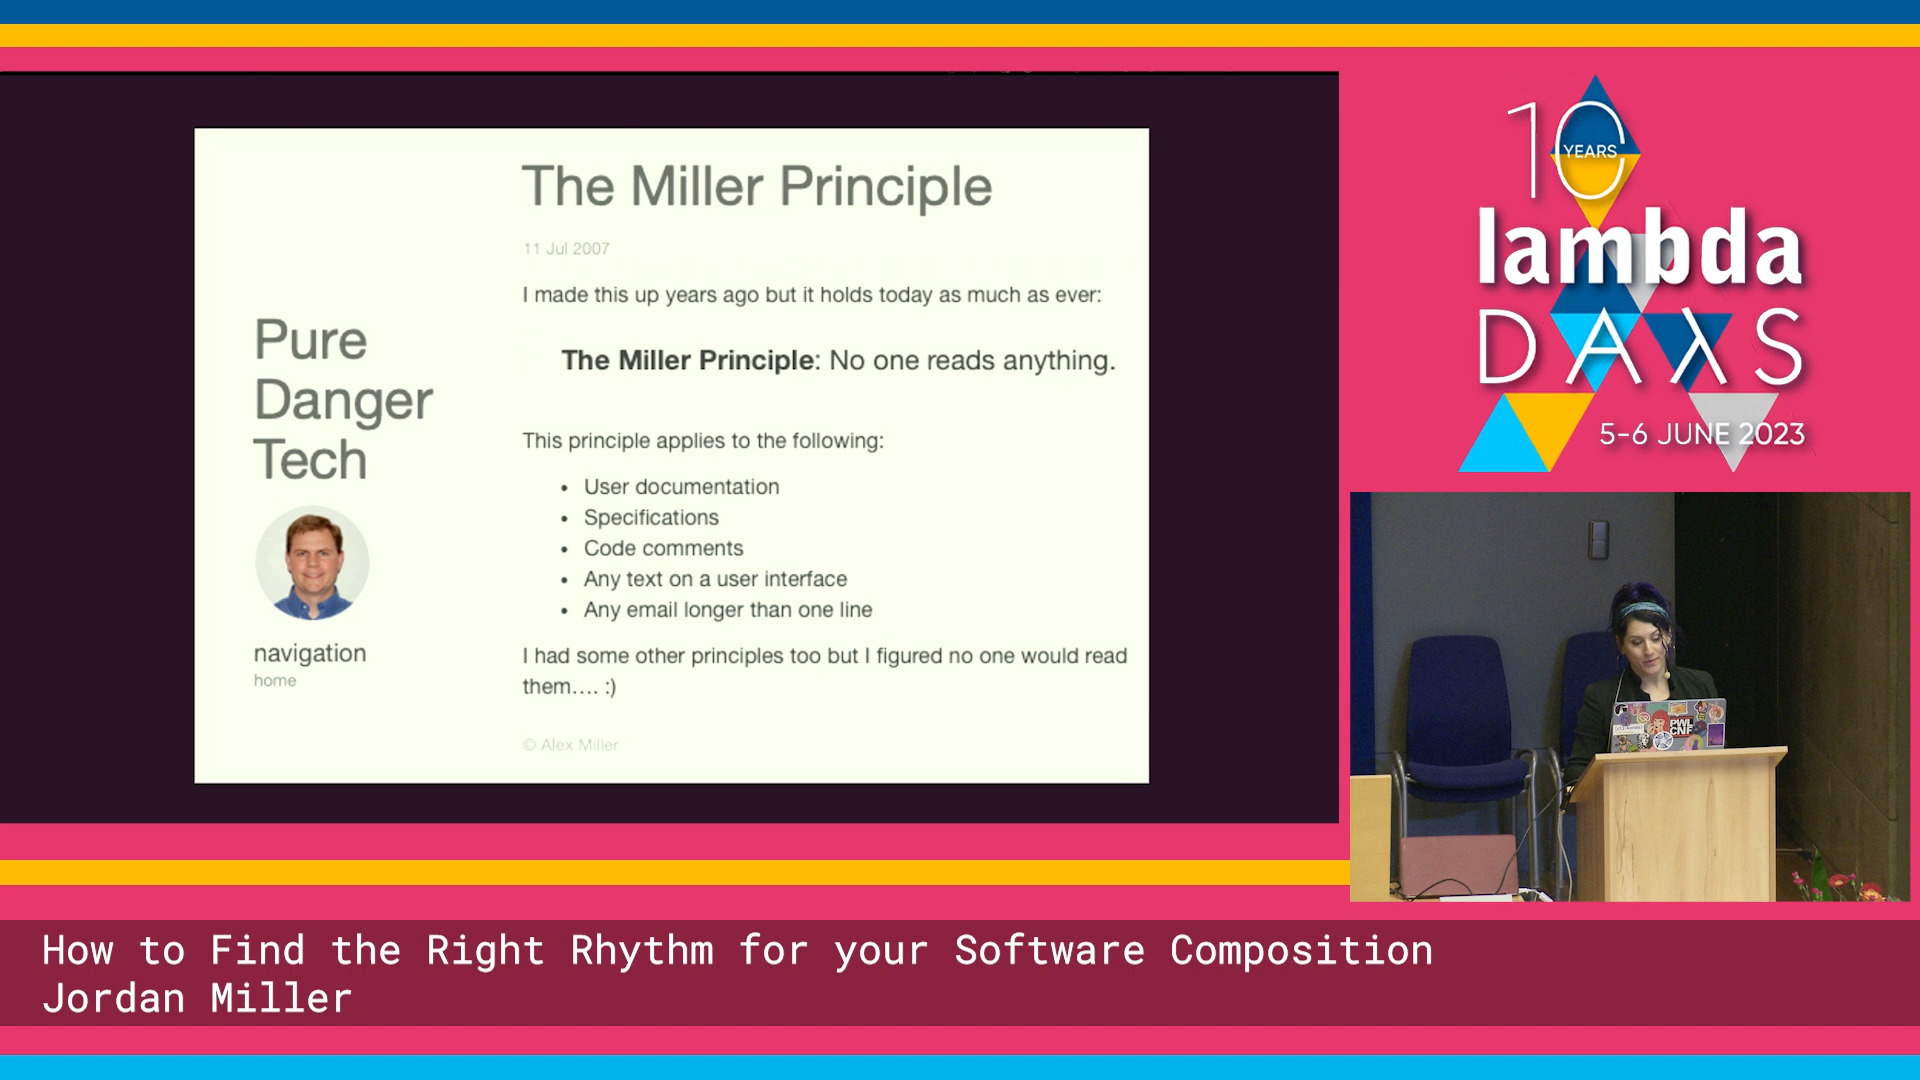 The Miller Principle
11 Jul 2007
I made this up years ago but it holds today as much as ever:
The Miller Principle: No one reads anything.
This principle applies to the following:
• User documentation
• Specifications
• Code comments
• Any text on a user interface
• Any email longer than one line
I had some other principles too but I figured no one would read
them…. :)
© Alex Miller
Pure
Danger
Tech
navigation
home
10
YEARS
lambda
DAλS
5-6 JUNE 2023
PWL
CNF
How to Find the Right Rhythm for your Software Composition
Jordan Miller